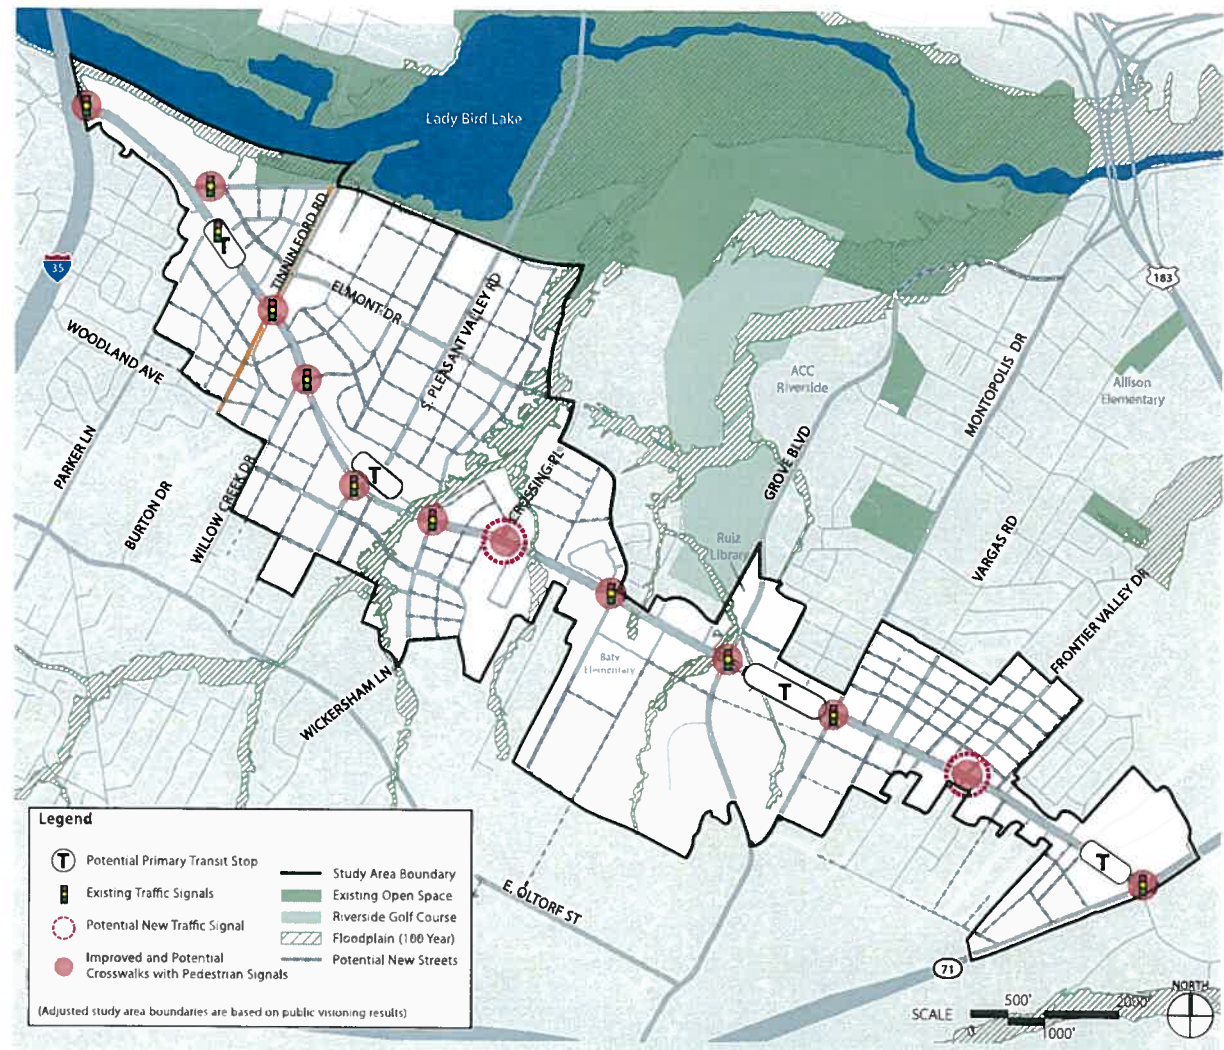 Lady Bird Lake
35
TINNIN FORD RD
ELMONT DR
S. PLEASANT VALLEY RD
183
WOODLAND AVE
T
ACC
Riverside
MONTOPOLIS DR
Allison
Elementary
PARKER LN
BURTON DR
WILLOW CREEK DR
T
CROSSING PL
GROVE BLVD
Ruiz
Library
VARGAS RD
FRONTIER VALLEY DR
Baty
Elementary
WICKERSHAM LN
T
T
E. OLTORF ST
71
Legend
T Potential Primary Transit Stop
Existing Traffic Signals
Potential New Traffic Signal
Improved and Potential
Crosswalks with Pedestrian Signals
Study Area Boundary
Existing Open Space
Riverside Golf Course
Floodplain (100 Year)
Potential New Streets
(Adjusted study area boundaries are based on public visioning results)
NORTH
SCALE
500'
2000'